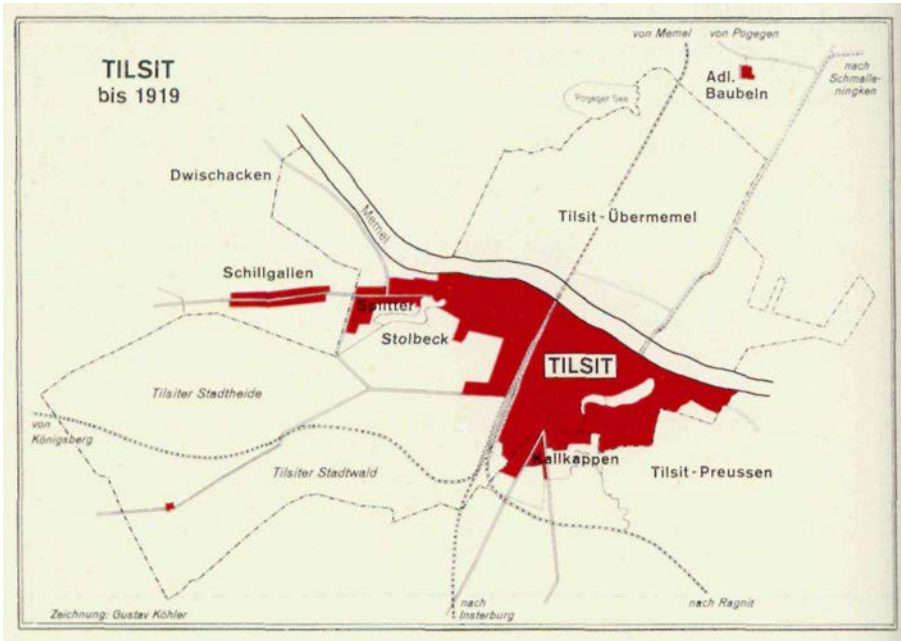 TILSIT
bis 1919
von Memel
von Pogegen
nach
Schmalle-
ningken
Adl.
Baubeln
Pogeger See
Dwischacken
Memel
Tilsit-Übermemel
Schillgallen
Splitter
Stolbeck
TILSIT
Tilsiter Stadtheide
von
Königsberg
Tilsiter Stadtwald
Kallkappen
Tilsit-Preussen
nach
Insterburg
nach Ragnit
Zeichnung: Gustav Köhler